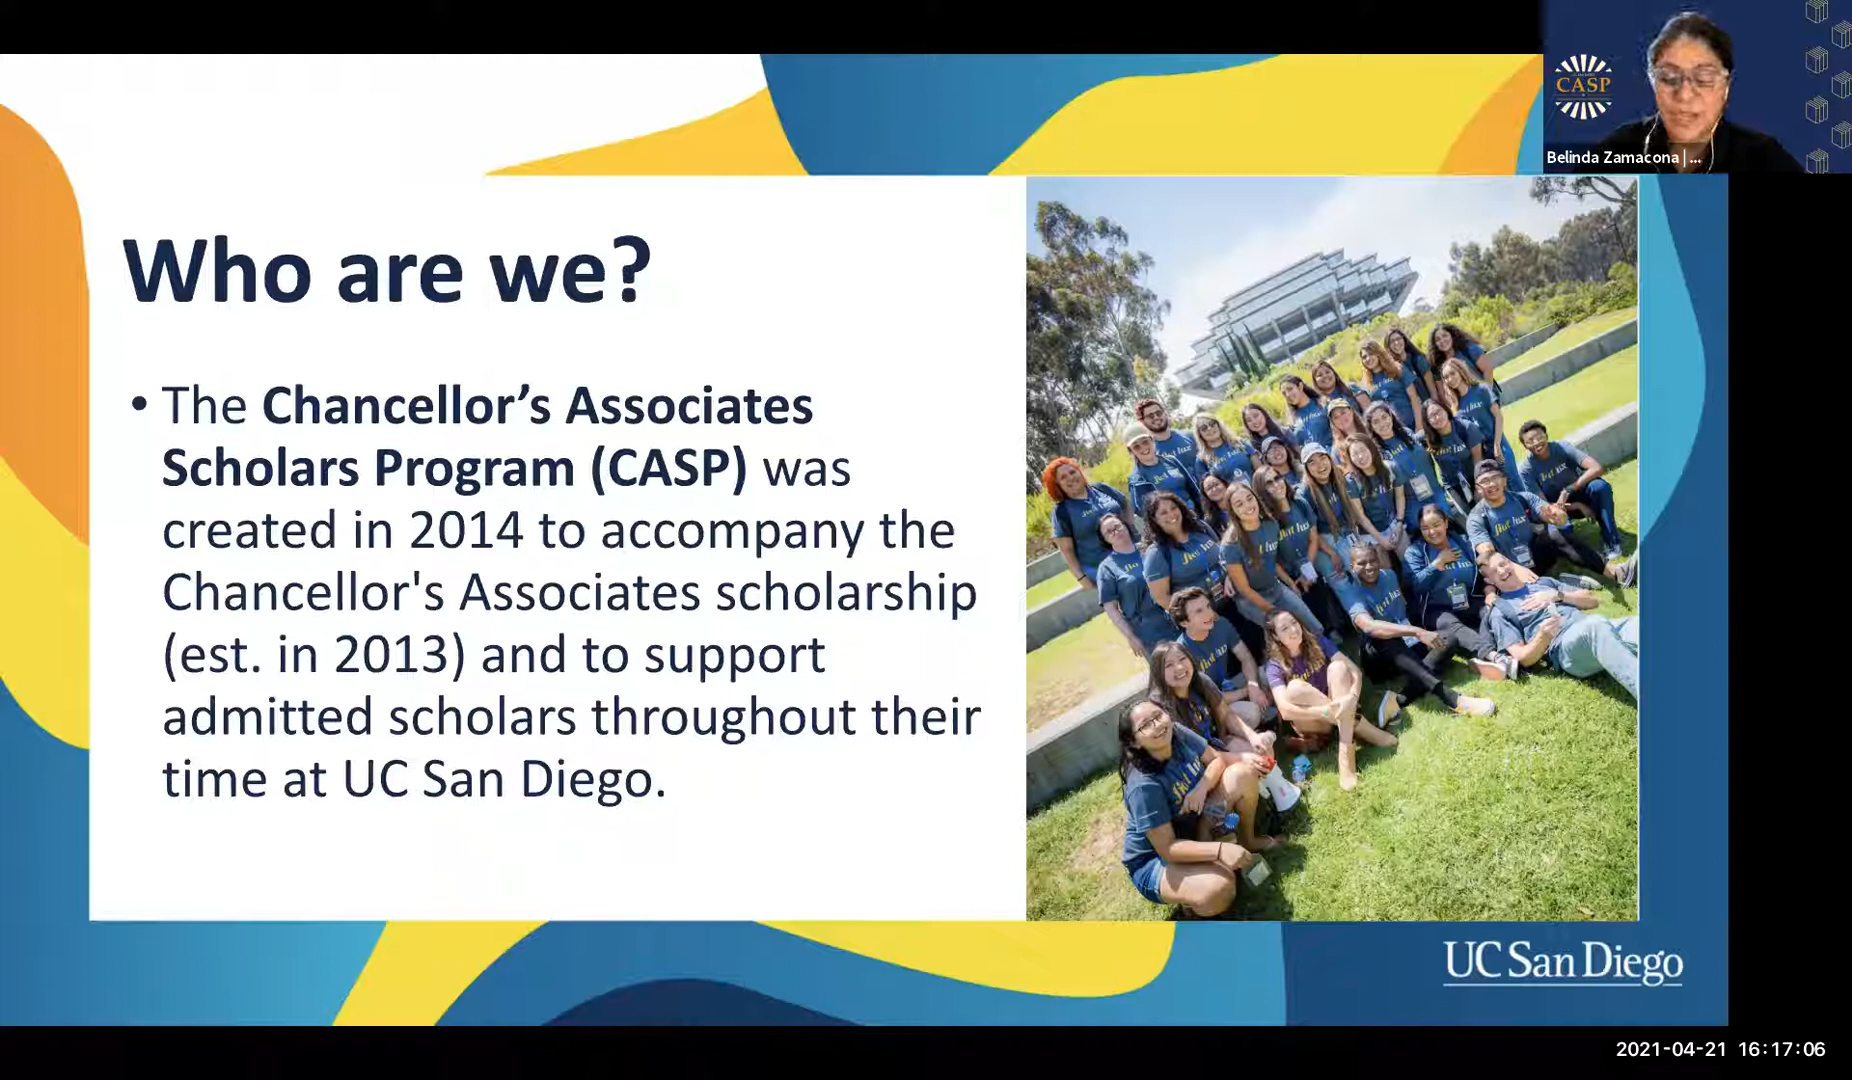 CASP
Belinda Zamacona | ...
Who are we?
• The Chancellor’s Associates
Scholars Program (CASP) was
created in 2014 to accompany the
Chancellor's Associates scholarship
(est. in 2013) and to support
admitted scholars throughout their
time at UC San Diego.
fiat lux
UC San Diego
2021-04-21 16:17:06